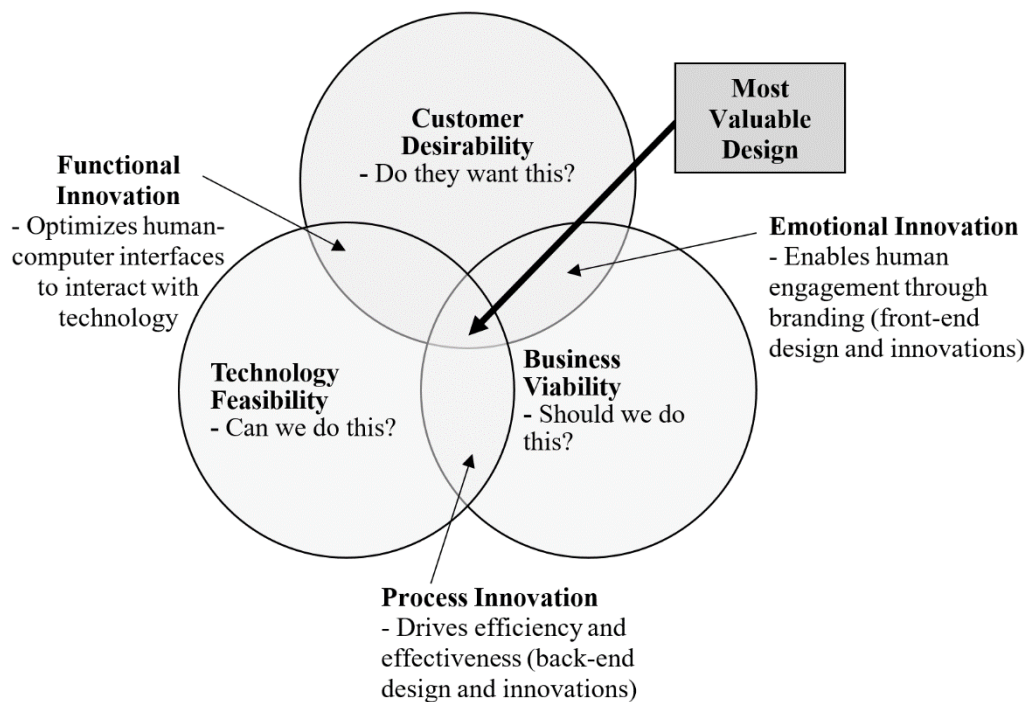 Customer
Desirability
- Do they want this?
Most
Valuable
Design
Functional
Innovation
- Optimizes human-
computer interfaces
to interact with
technology
Emotional Innovation
- Enables human
engagement through
branding (front-end
design and innovations)
Technology
Feasibility
- Can we do this?
Business
Viability
- Should we do
this?
Process Innovation
- Drives efficiency and
effectiveness (back-end
design and innovations)